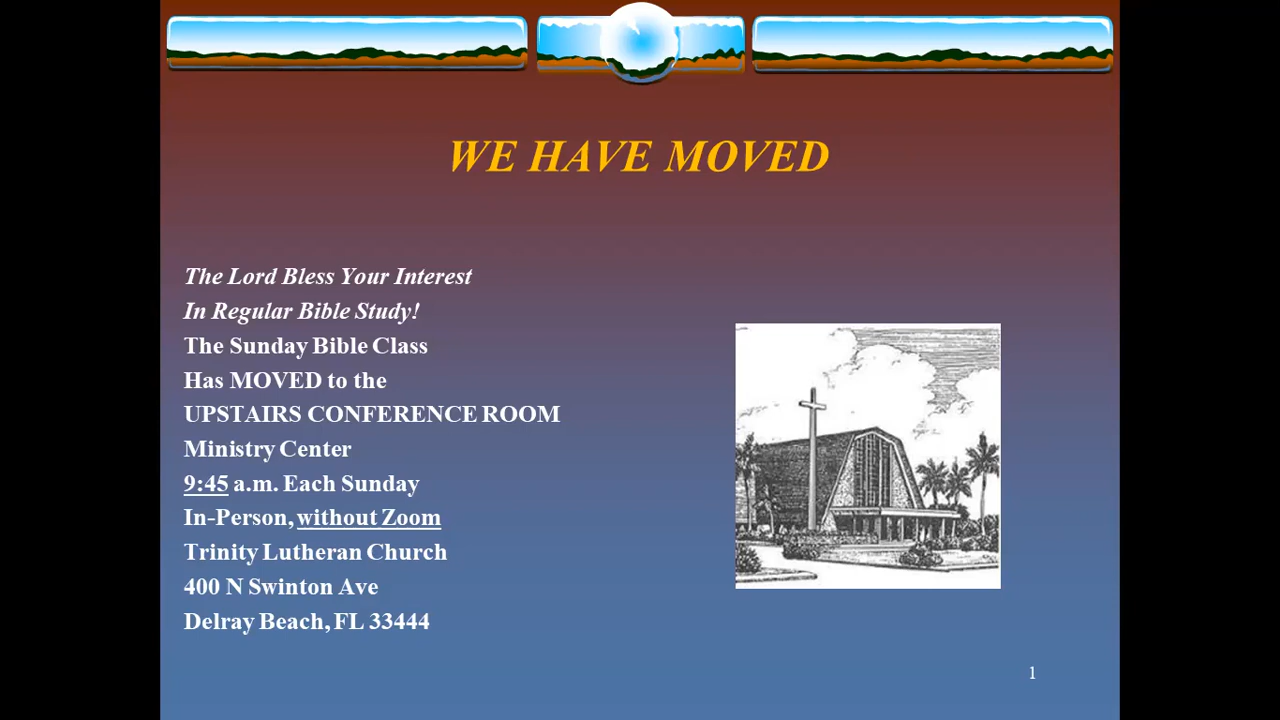 WE HAVE MOVED
The Lord Bless Your Interest
In Regular Bible Study!
The Sunday Bible Class
Has MOVED to the
UPSTAIRS CONFERENCE ROOM
Ministry Center
9:45 a.m. Each Sunday
In-Person, without Zoom
Trinity Lutheran Church
400 N Swinton Ave
Delray Beach, FL 33444
1